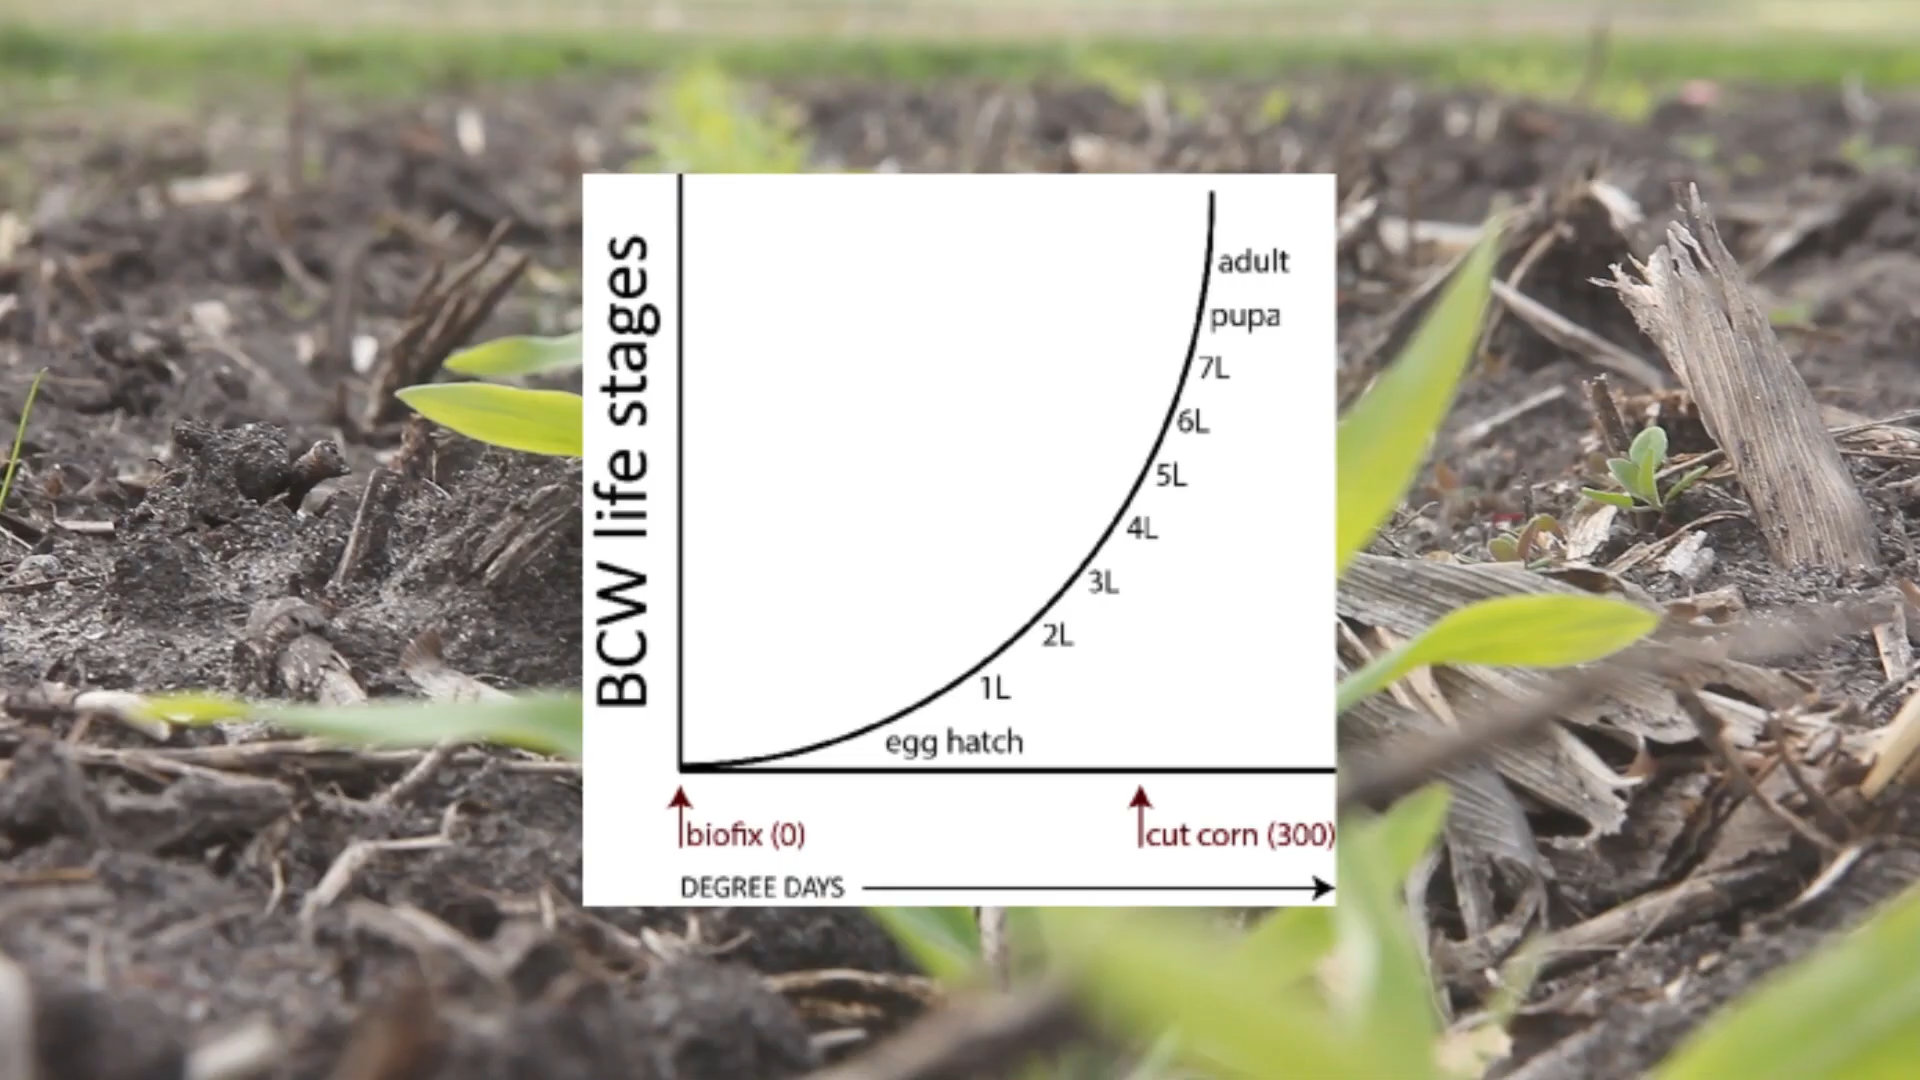 BCW life stages
adult
pupa
7L
6L
5L
4L
3L
2L
1L
egg hatch
biofix (0)
cut corn (300)
DEGREE DAYS